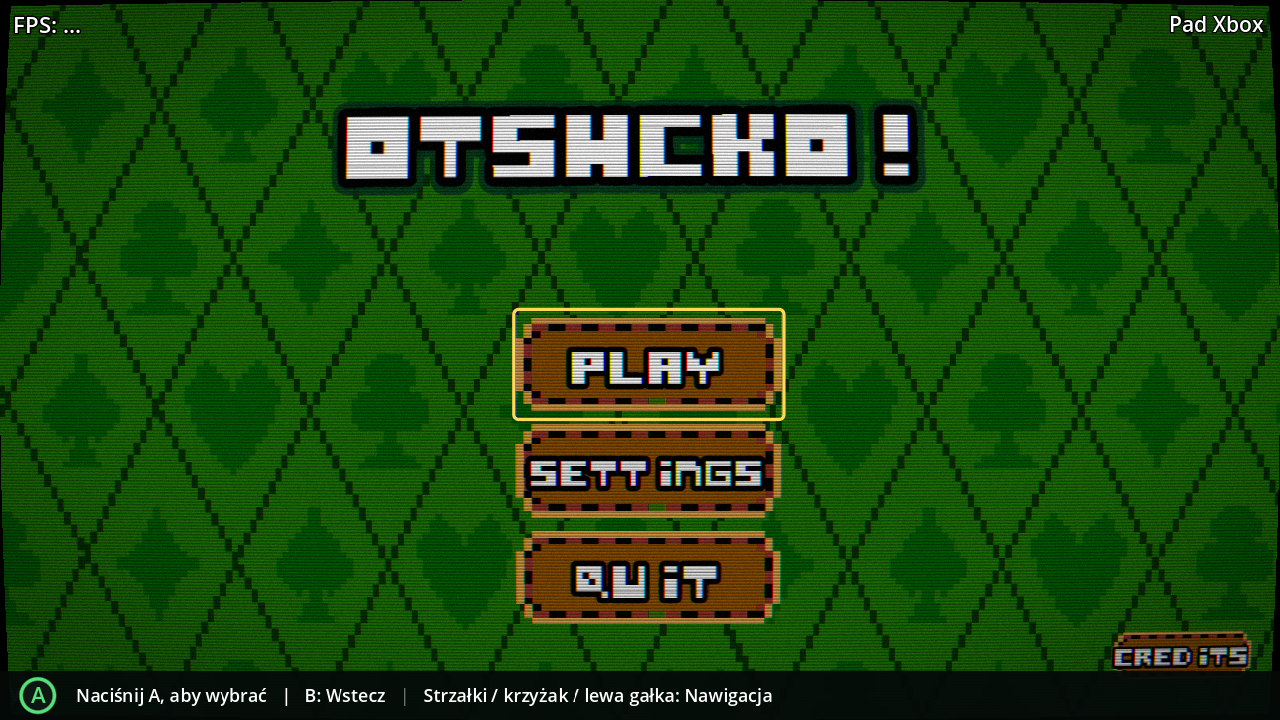 FPS: ...
Pad Xbox
OTSHCKO!
PLAY
SETTiNGS
QUiT
CREDiTS
A Naciśnij A, aby wybrać | B: Wstecz | Strzałki / krzyżak / lewa gałka: Nawigacja